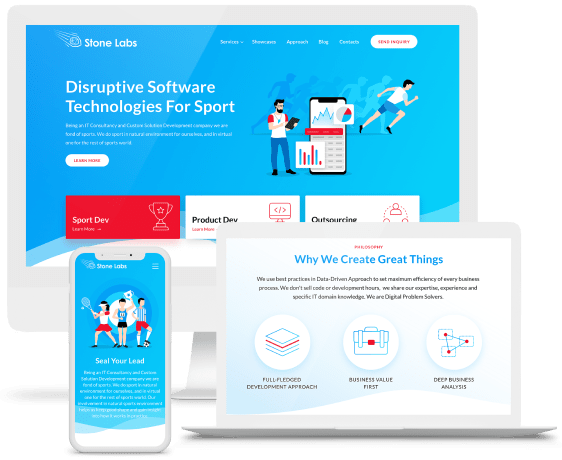 Stone Labs
Services
Showcases
Approach
Blog
Contacts
SEND INQUIRY
Disruptive Software
Technologies For Sport
Being an IT Consultancy and Custom Solution Development company we are
fond of sports. We do sport in natural environment for ourselves, and in virtual
one for the rest of sports world
LEARN MORE
Sport Dev
Learn More →
Product Dev
Learn More →
Outsourcing
Stone Labs
Seal Your Lead
Being an IT Consultancy and Custom
Solution Development company we are
fond of sports. We do sport in natural
environment for ourselves, and in virtual
one for the rest of sports world! Our
involvement in natural sports environment
PHILOSOPHY
Why We Create Great Things
We use best practices in Data-Driven Approach to set maximum efficiency of every business
process. We don't sell code or development hours, we share our expertise, experience and
specific IT domain knowledge. We are Digital Problem Solvers.
FULL-FLEDGED
DEVELOPMENT APPROACH
BUSINESS VALUE
FIRST
DEEP BUSINESS
ANALYSIS